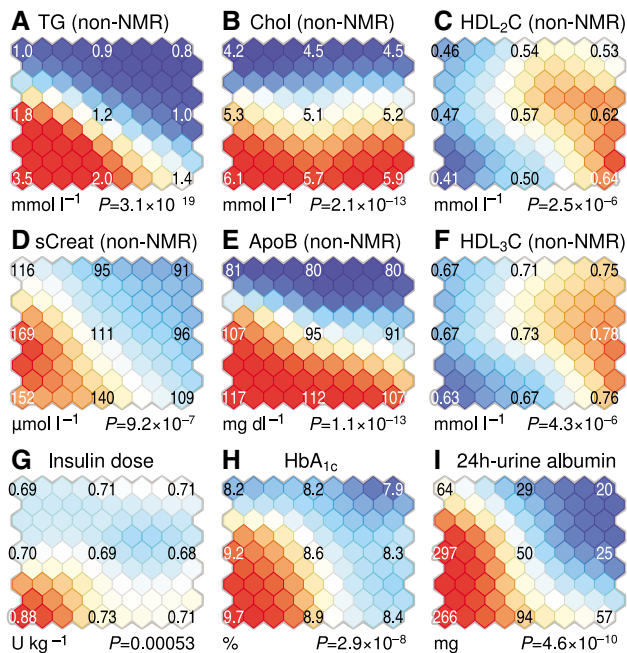 A TG (non-NMR) B Chol (non-NMR) C HDL₂C (non-NMR)
1.0 0.9 0.8 4.2 4.5 4.5 0.46 0.54 0.53
1.8 1.2 1.0 5.3 5.1 5.2 0.47 0.57 0.62
3.5 2.0 1.4 6.1 5.7 5.9 0.41 0.50 0.64
mmol l⁻¹ P=3.1×10 ¹⁹ mmol l⁻¹ P=2.1×10⁻¹³ mmol l⁻¹ P=2.5×10⁻⁶
D sCreat (non-NMR) E ApoB (non-NMR) F HDL₃C (non-NMR)
116 95 91 81 80 80 0.67 0.71 0.75
169 111 96 107 95 91 0.67 0.73 0.78
152 140 109 117 112 107 0.63 0.67 0.76
µmol l⁻¹ P=9.2×10⁻⁷ mg dl⁻¹ P=1.1×10⁻¹³ mmol l⁻¹ P=4.3×10⁻⁶
G Insulin dose H HbA₁c I 24h-urine albumin
0.69 0.71 0.71 8.2 8.2 7.9 64 29 20
0.70 0.69 0.68 9.2 8.6 8.3 297 50 25
0.88 0.73 0.71 9.7 8.9 8.4 266 94 57
U kg⁻¹ P=0.00053 % P=2.9×10⁻⁸ mg P=4.6×10⁻¹⁰